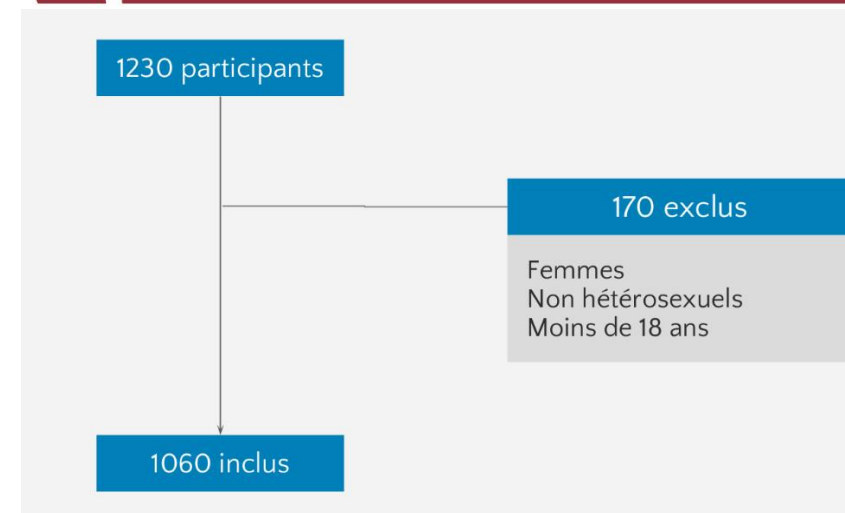 1230 participants
170 exclus
Femmes
Non hétérosexuels
Moins de 18 ans
1060 inclus